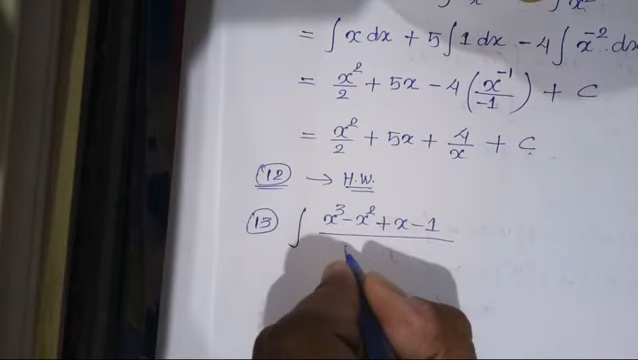 = ∫ x dx + 5∫ 1 dx − 4∫ x⁻² dx
= x²/2 + 5x − 4(x⁻¹/−1) + C
= x²/2 + 5x + 4/x + C.
(12) → H.W.
(13) ∫ x³−x²+x−1